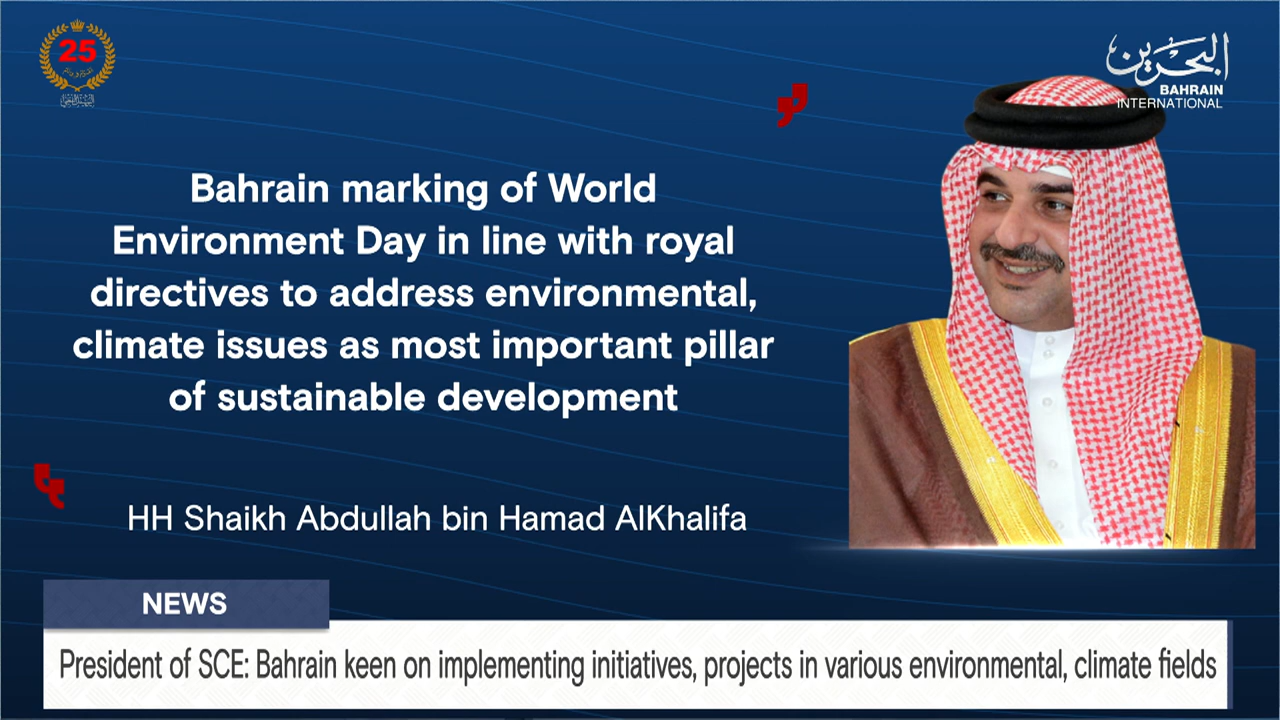 25
البحرين
BAHRAIN
INTERNATIONAL
Bahrain marking of World
Environment Day in line with royal
directives to address environmental,
climate issues as most important pillar
of sustainable development
HH Shaikh Abdullah bin Hamad AlKhalifa
NEWS
President of SCE: Bahrain keen on implementing initiatives, projects in various environmental, climate fields